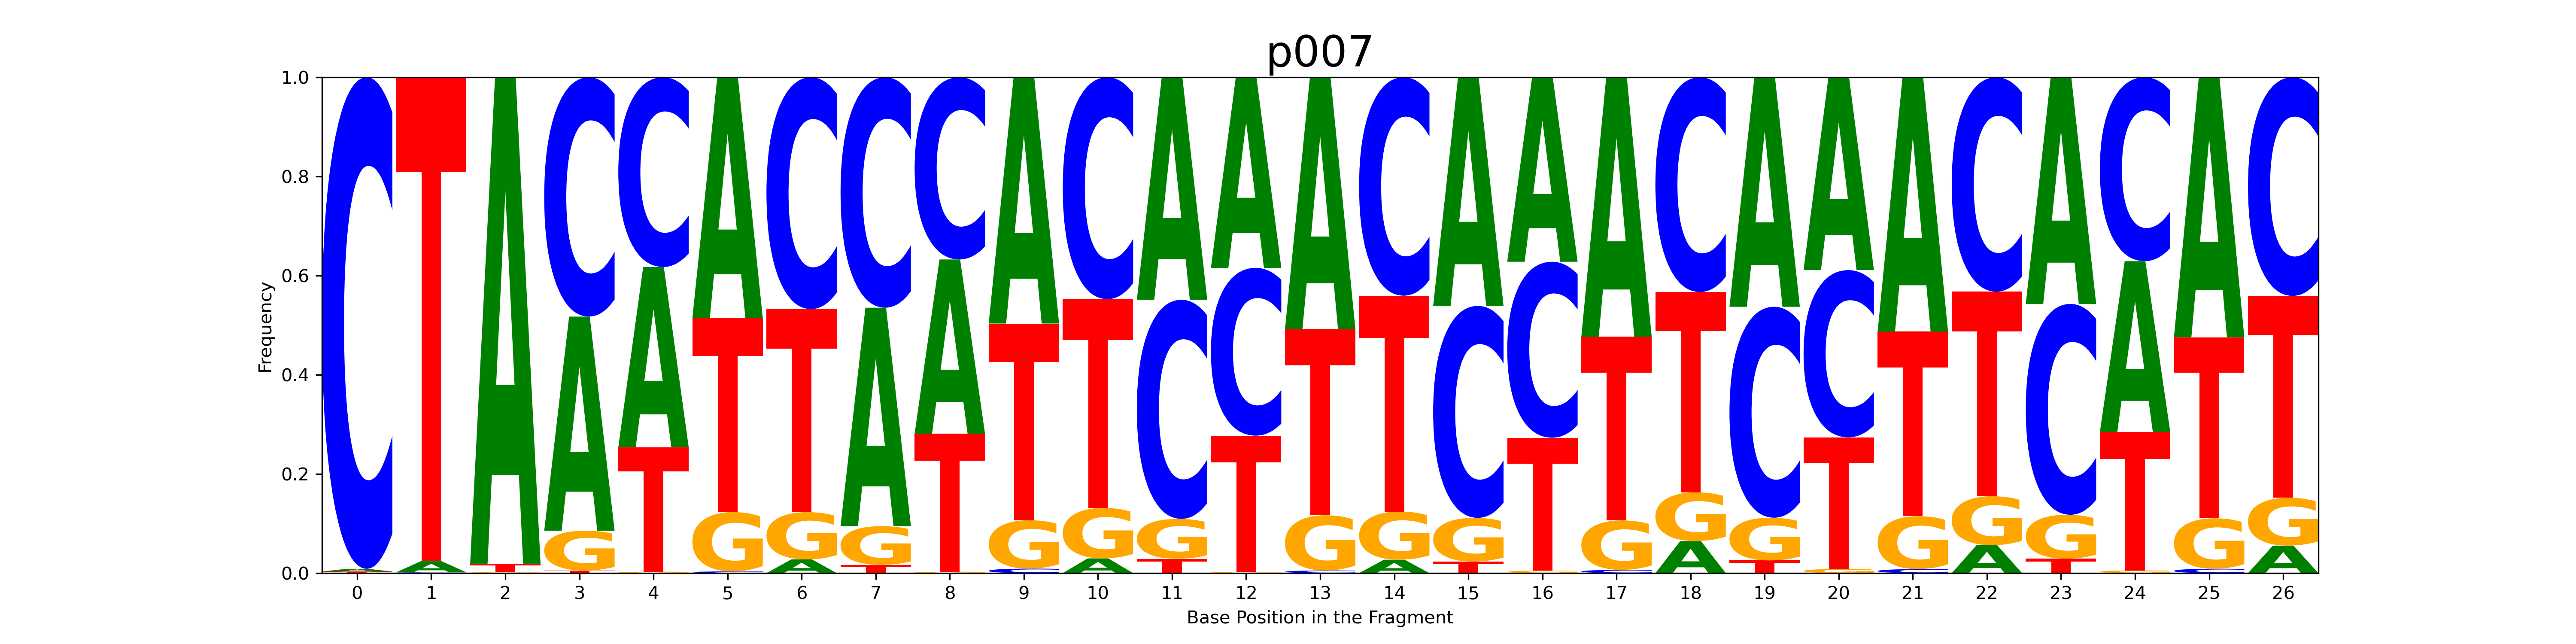 p007
1.0
0.8
0.6
0.4
0.2
0.0
Frequency
C T A C C A C C C A C A A A C A A A C A A A C A C A C
A T A A A T T A A T T C C T T C C T T C C T T C A T T
T A T G T G G G T G G G T G G G T G G G T G G G T G G
T C A T C A T C A T C A T C A
0 1 2 3 4 5 6 7 8 9 10 11 12 13 14 15 16 17 18 19 20 21 22 23 24 25 26
Base Position in the Fragment